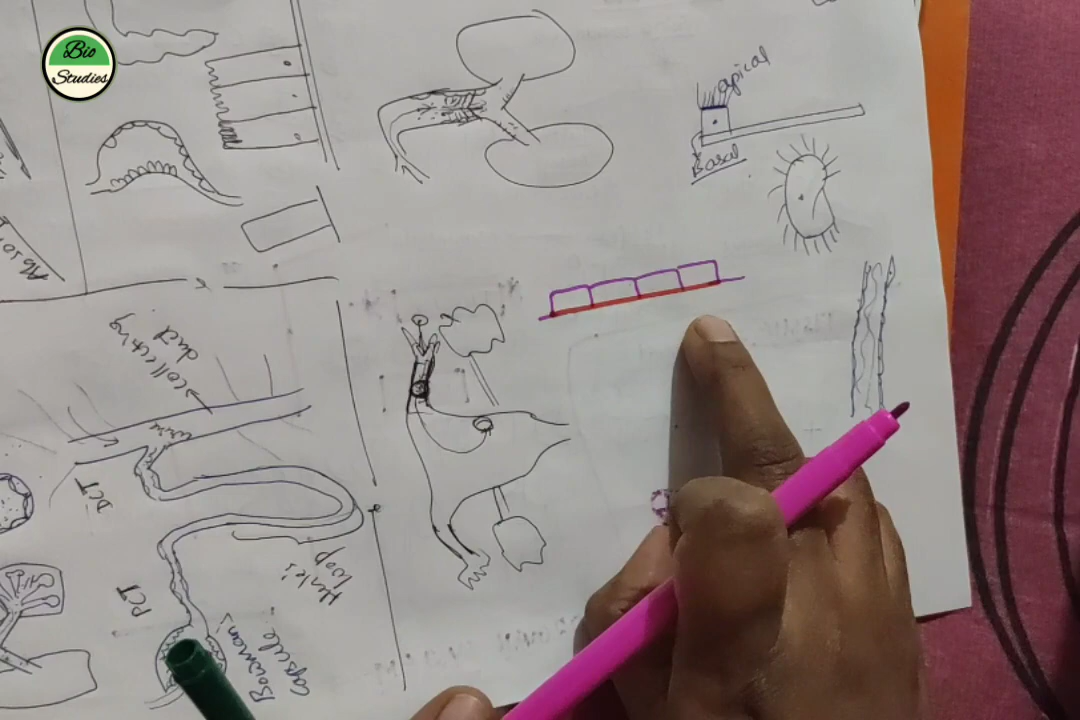 Bio
Studies
apical
Basal
collecting
duct
DCT
Henle's
loop
PCT
Bowman's
capsule